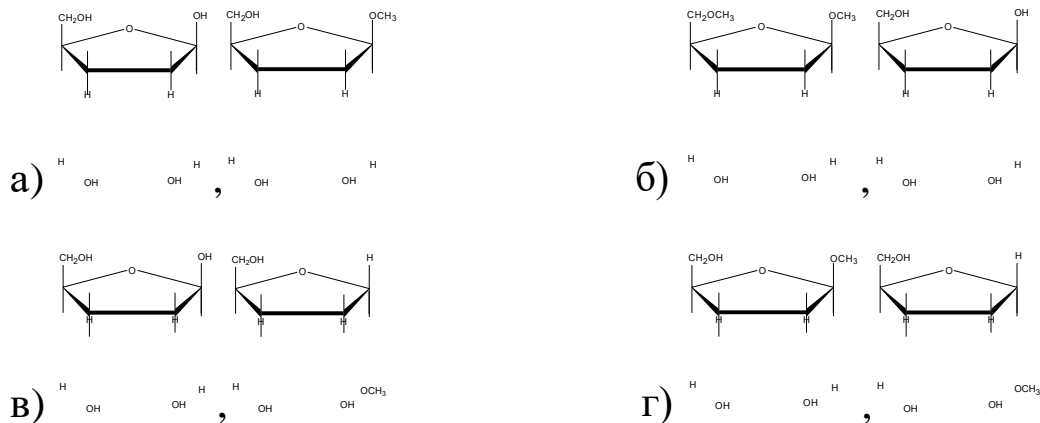 CH₂OH O OH CH₂OH O OCH₃
H H H H
H H H H
а) OH OH , OH OH
CH₂OCH₃ O OCH₃ CH₂OH O OH
H H H H
H H H H
б) OH OH , OH OH
CH₂OH O OH CH₂OH O H
H H H H
H H H OCH₃
в) OH OH , OH OH
CH₂OH O OCH₃ CH₂OH O H
H H H H
H H H OCH₃
г) OH OH , OH OH